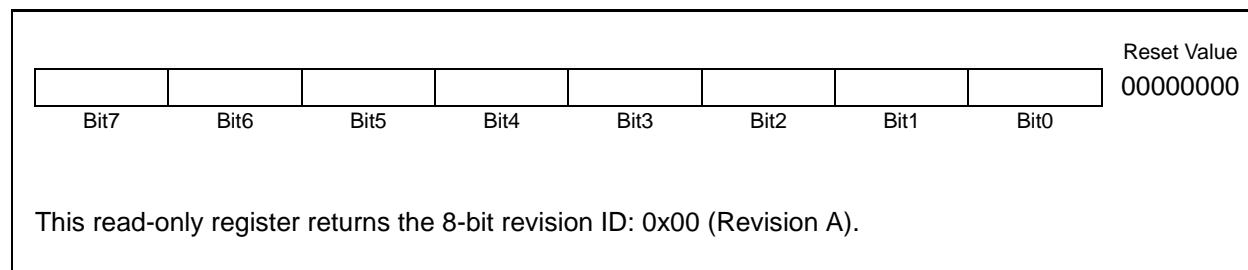 Reset Value
00000000
Bit7 Bit6 Bit5 Bit4 Bit3 Bit2 Bit1 Bit0
This read-only register returns the 8-bit revision ID: 0x00 (Revision A).